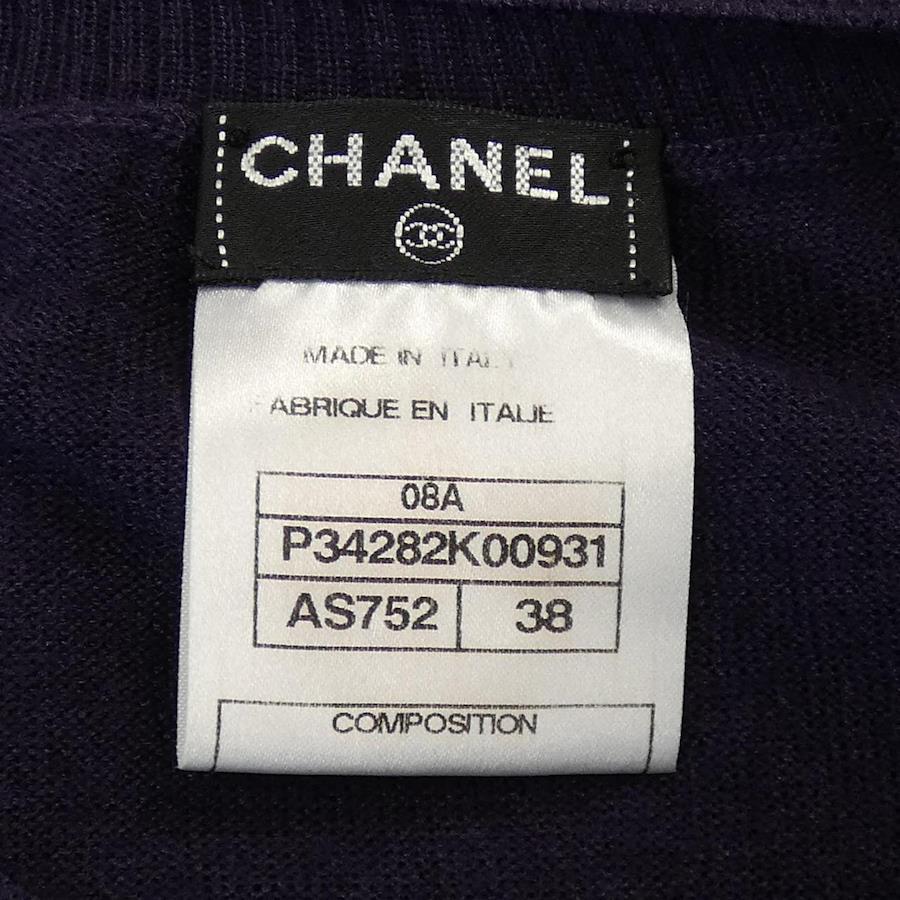 CHANEL
MADE IN ITALY
FABRIQUE EN ITALIE
08A
P34282K00931
AS752 38
COMPOSITION